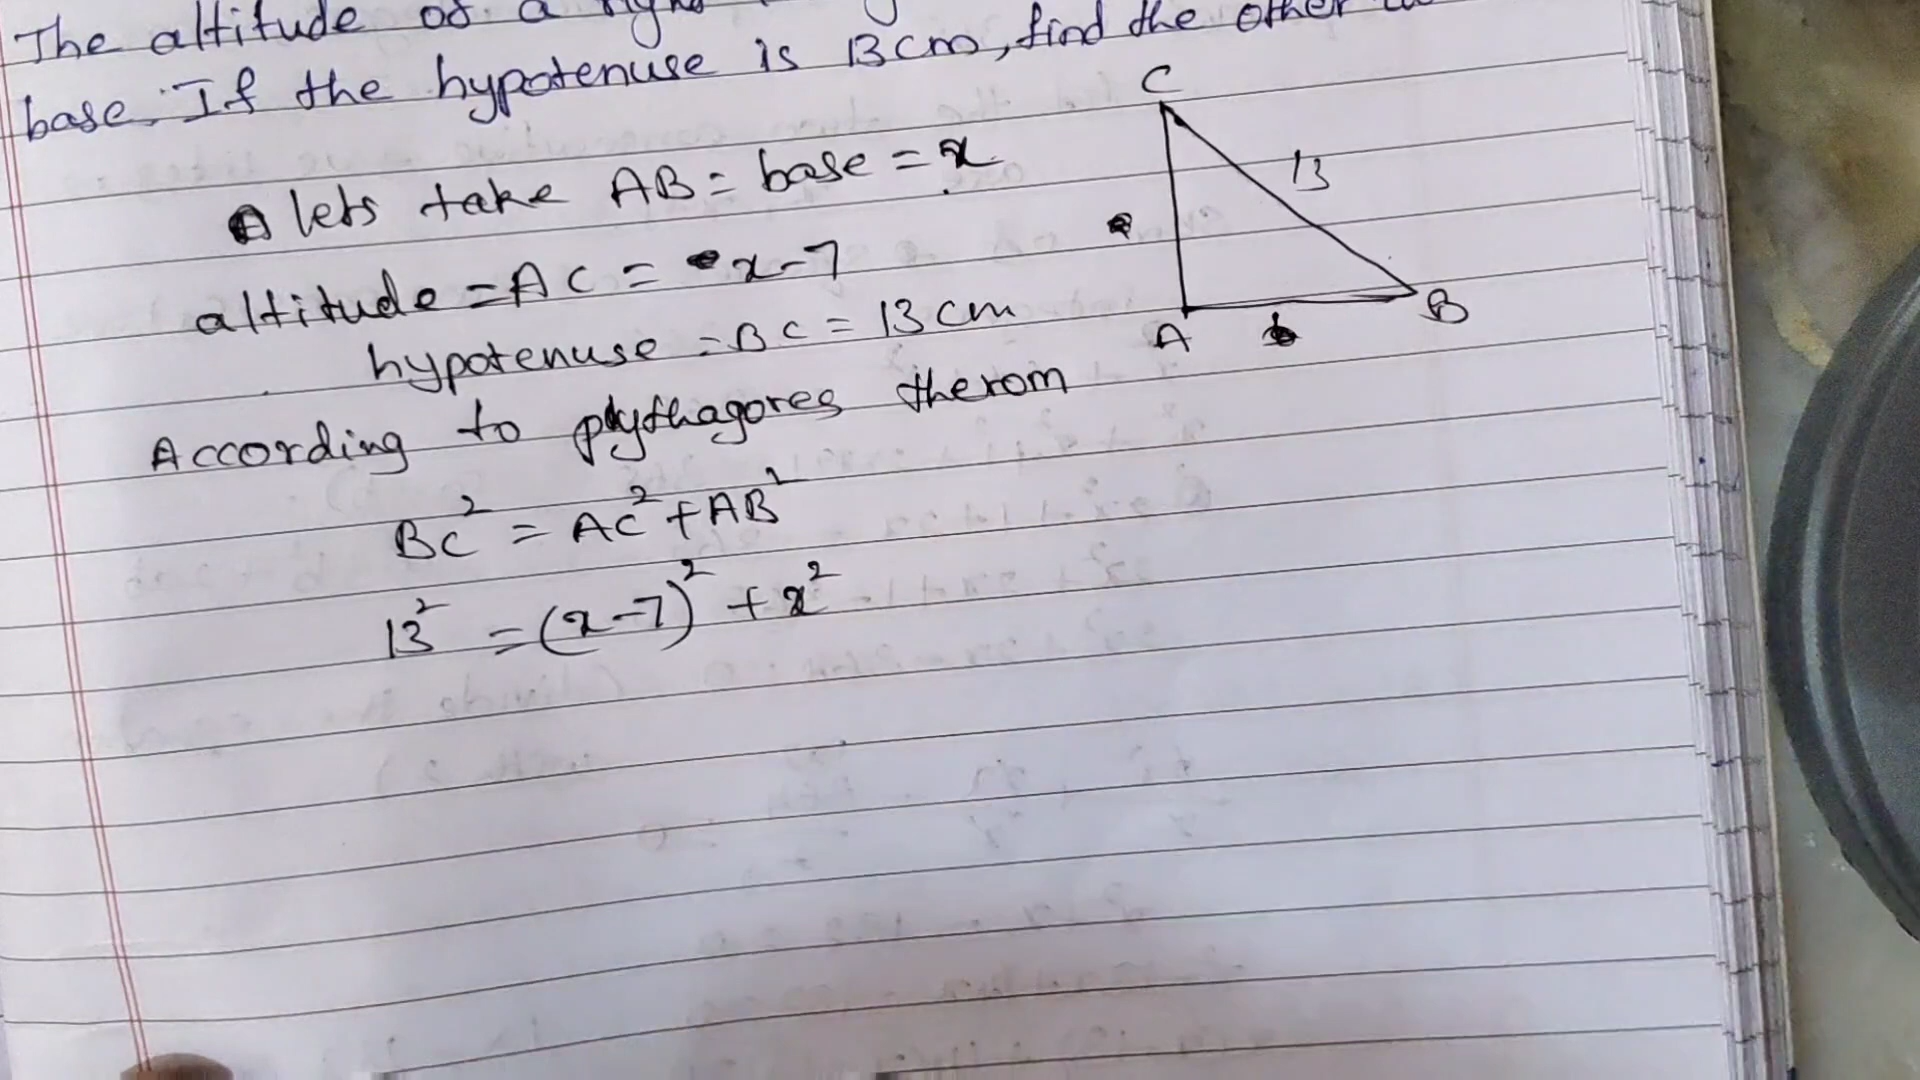 The altitude of a
base. If the hypotenuse is 13cm, find the other
lets take AB = base = x
altitude = AC = x-7
hypotenuse = BC = 13 cm
According to pythagores therom
BC² = AC² + AB²
13² = (x-7)² + x²
C
13
A
B